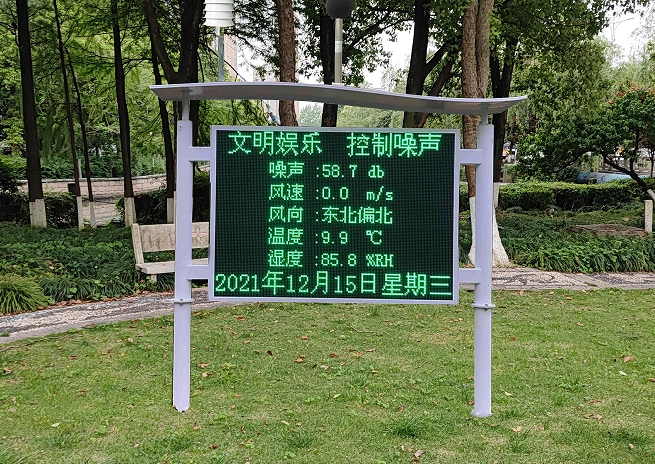 文明娱乐 控制噪声
噪声:58.7 db
风速:0.0 m/s
风向:东北偏北
温度:9.9 ℃
湿度:85.8 %RH
2021年12月15日星期三